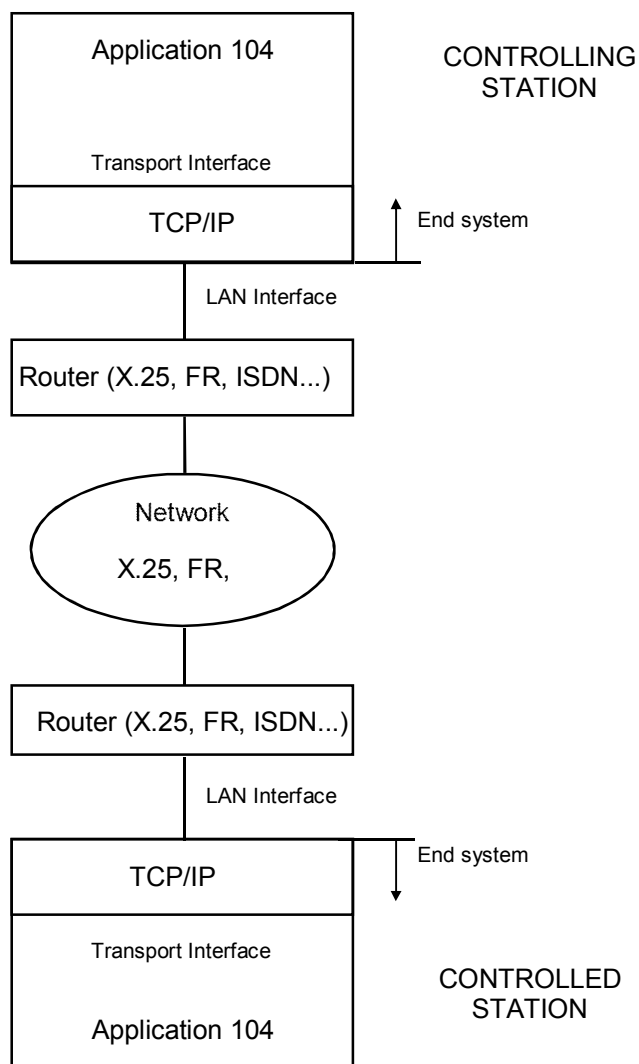 Application 104
CONTROLLING
STATION
Transport Interface
TCP/IP
End system
LAN Interface
Router (X.25, FR, ISDN...)
Network
X.25, FR,
Router (X.25, FR, ISDN...)
LAN Interface
TCP/IP
End system
Transport Interface
CONTROLLED
STATION
Application 104